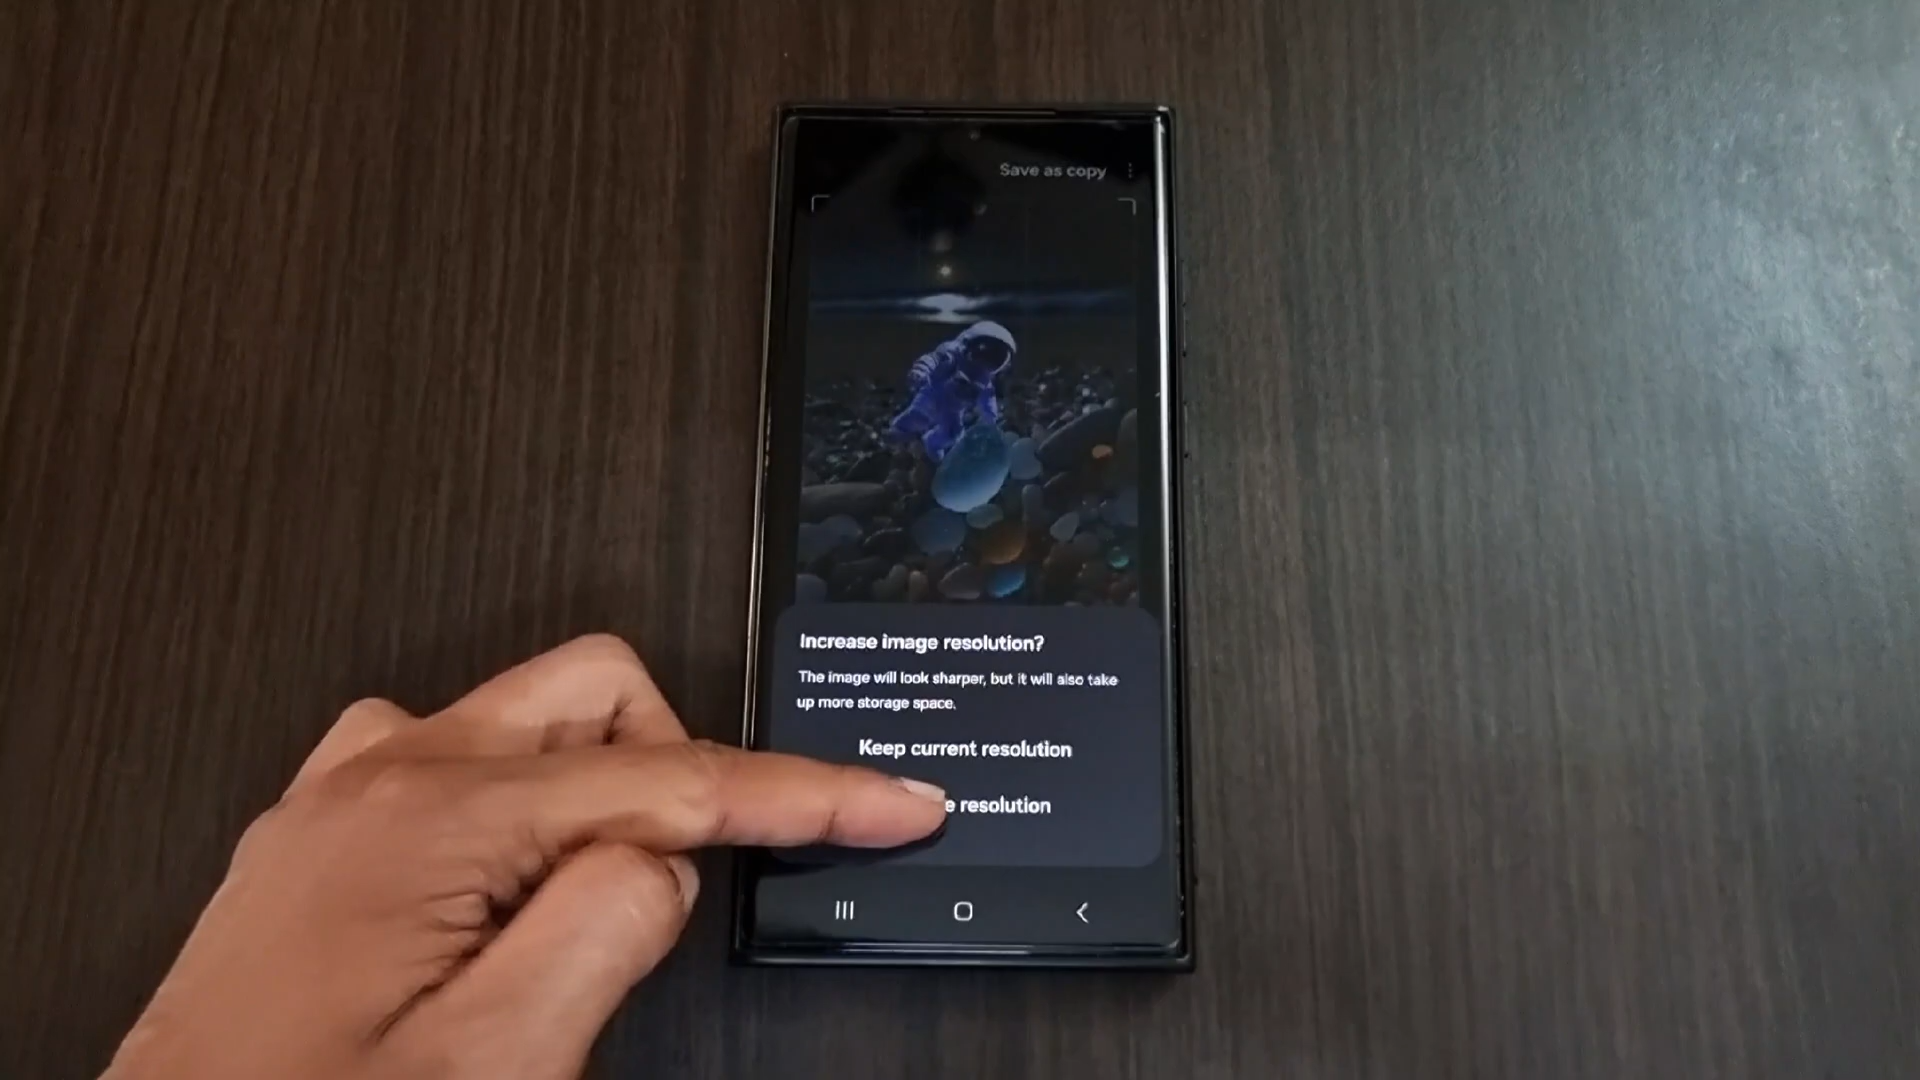 Save as copy
Increase image resolution?
The image will look sharper, but it will also take
up more storage space.
Keep current resolution
resolution